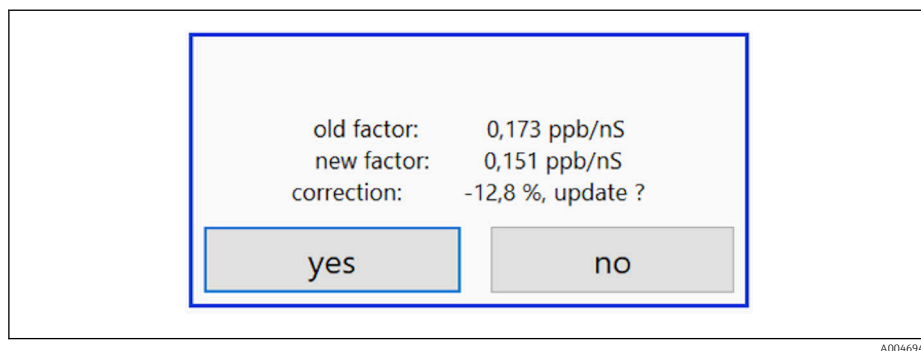 old factor: 0,173 ppb/nS
new factor: 0,151 ppb/nS
correction: -12,8 %, update ?
yes no
A004694